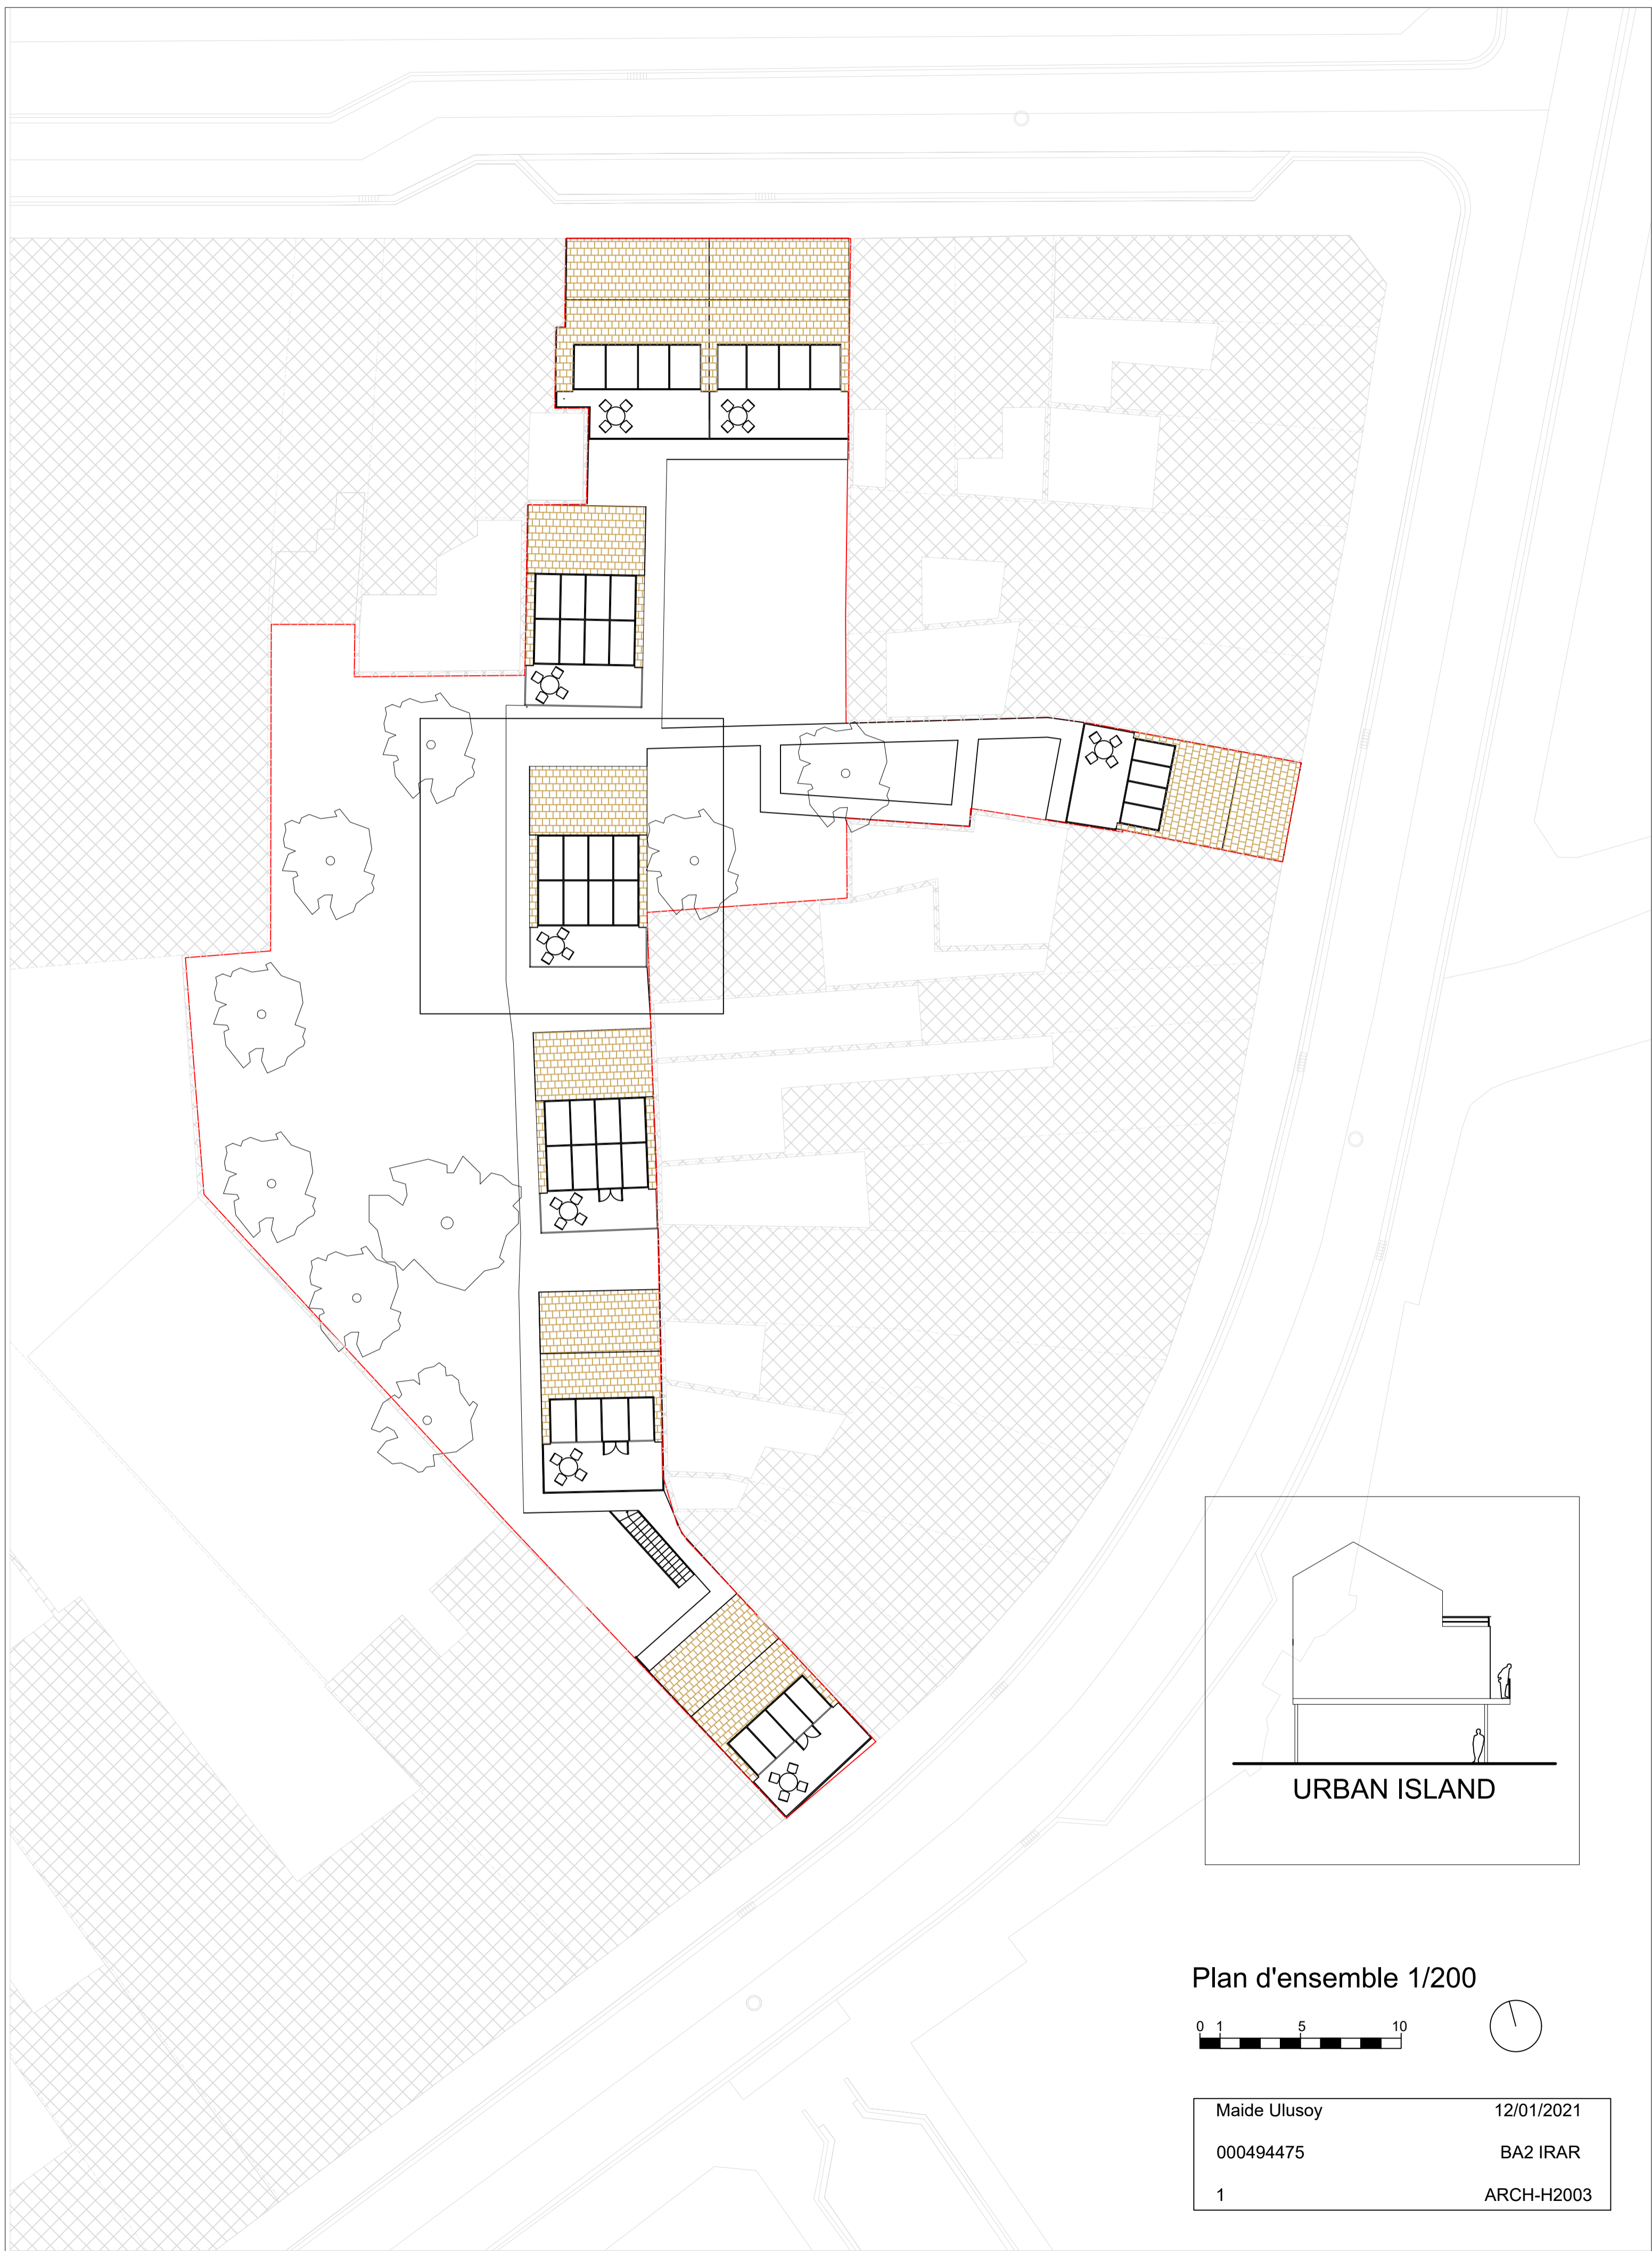 URBAN ISLAND
Plan d'ensemble 1/200
0 1 5 10
Maide Ulusoy 12/01/2021
000494475 BA2 IRAR
1 ARCH-H2003